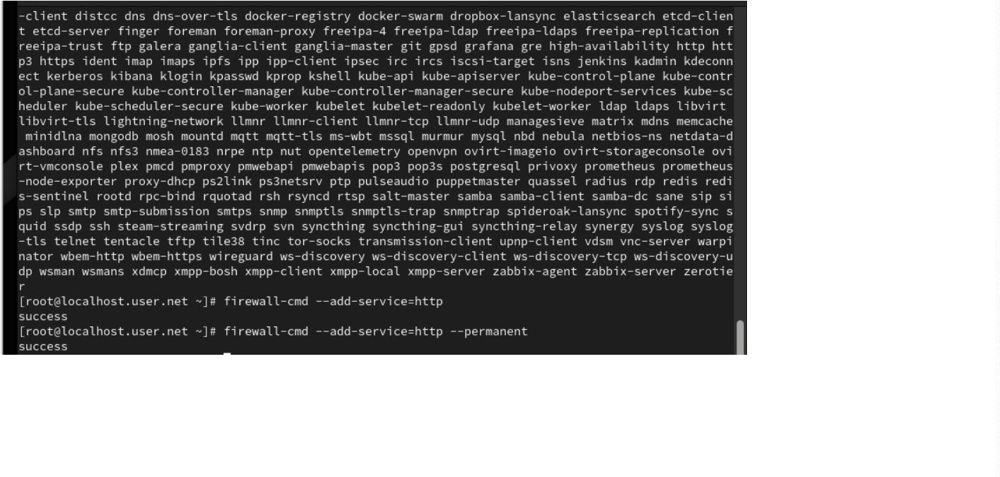 -client distcc dns dns-over-tls docker-registry docker-swarm dropbox-lansync elasticsearch etcd-clien
t etcd-server finger foreman foreman-proxy freeipa-4 freeipa-ldap freeipa-ldaps freeipa-replication f
reeipa-trust ftp galera ganglia-client ganglia-master git gpsd grafana gre high-availability http htt
p3 https ident imap imaps ipfs ipp ipp-client ipsec irc ircs iscsi-target isns jenkins kadmin kdeconn
ect kerberos kibana klogin kpasswd kprop kshell kube-api kube-apiserver kube-control-plane kube-contr
ol-plane-secure kube-controller-manager kube-controller-manager-secure kube-nodeport-services kube-sc
heduler kube-scheduler-secure kube-worker kubelet kubelet-readonly kubelet-worker ldap ldaps libvirt
libvirt-tls lightning-network llmnr llmnr-client llmnr-tcp llmnr-udp managesieve matrix mdns memcache
minidlna mongodb mosh mountd mqtt mqtt-tls ms-wbt mssql murmur mysql nbd nebula netbios-ns netdata-d
ashboard nfs nfs3 nmea-0183 nrpe ntp nut opentelemetry openvpn ovirt-imageio ovirt-storageconsole ovi
rt-vmconsole plex pmcd pmproxy pmwebapi pmwebapis pop3 pop3s postgresql privoxy prometheus prometheus
-node-exporter proxy-dhcp ps2link ps3netsrv ptp pulseaudio puppetmaster quassel radius rdp redis redi
s-sentinel rootd rpc-bind rquotad rsh rsyncd rtsp salt-master samba samba-client samba-dc sane sip si
ps slp smtp smtp-submission smtps snmp snmptls snmptls-trap snmptrap spideroak-lansync spotify-sync s
quid ssdp ssh steam-streaming svdrp svn syncthing syncthing-gui syncthing-relay synergy syslog syslog
-tls telnet tentacle tftp tile38 tinc tor-socks transmission-client upnp-client vdsm vnc-server warpi
nator wbem-http wbem-https wireguard ws-discovery ws-discovery-client ws-discovery-tcp ws-discovery-u
dp wsman wsmans xdmcp xmpp-bosh xmpp-client xmpp-local xmpp-server zabbix-agent zabbix-server zerotie
r
[root@localhost.user.net ~]# firewall-cmd --add-service=http
success
[root@localhost.user.net ~]# firewall-cmd --add-service=http --permanent
success